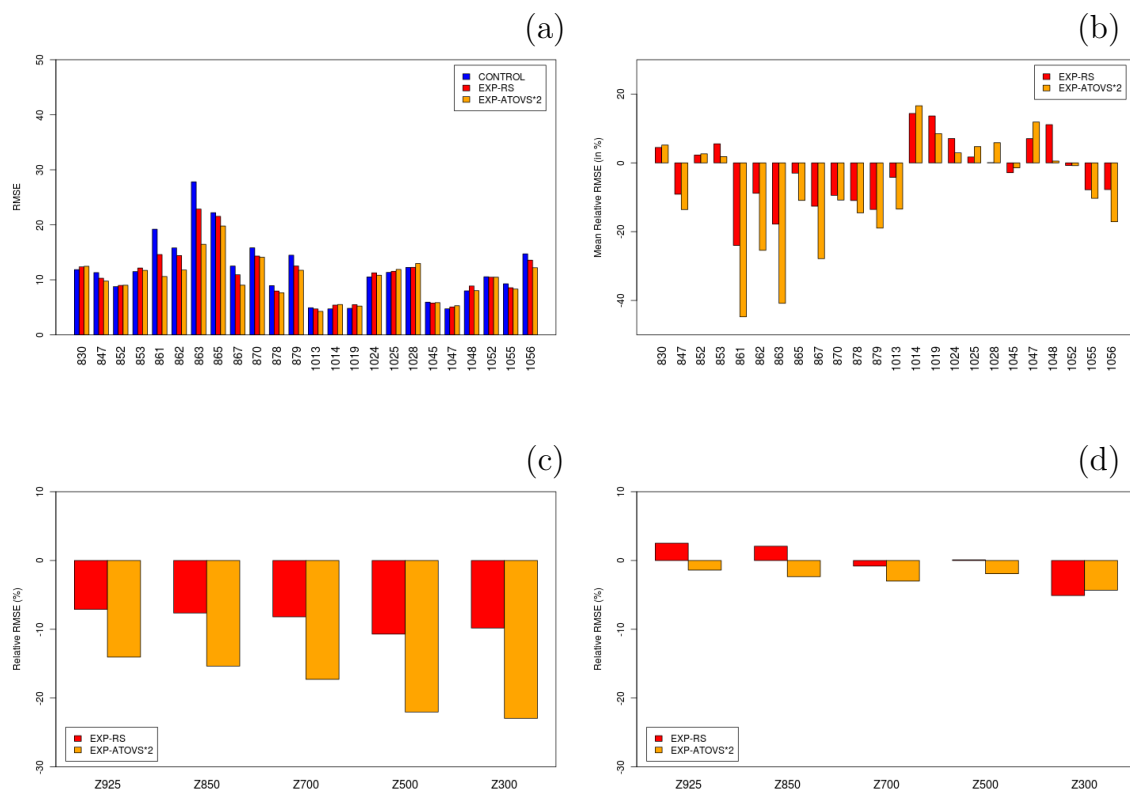 (a)
RMSE
50
40
30
20
10
0
CONTROL
EXP-RS
EXP-ATOVS*2
830 847 852 853 861 862 863 865 867 870 878 879 1013 1014 1019 1024 1025 1028 1045 1047 1048 1052 1055 1056
(b)
Mean Relative RMSE (in %)
20
0
-20
-40
EXP-RS
EXP-ATOVS*2
830 847 852 853 861 862 863 865 867 870 878 879 1013 1014 1019 1024 1025 1028 1045 1047 1048 1052 1055 1056
(c)
Relative RMSE (%)
10
0
-10
-20
-30
EXP-RS
EXP-ATOVS*2
Z925 Z850 Z700 Z500 Z300
(d)
Relative RMSE (%)
10
0
-10
-20
-30
EXP-RS
EXP-ATOVS*2
Z925 Z850 Z700 Z500 Z300